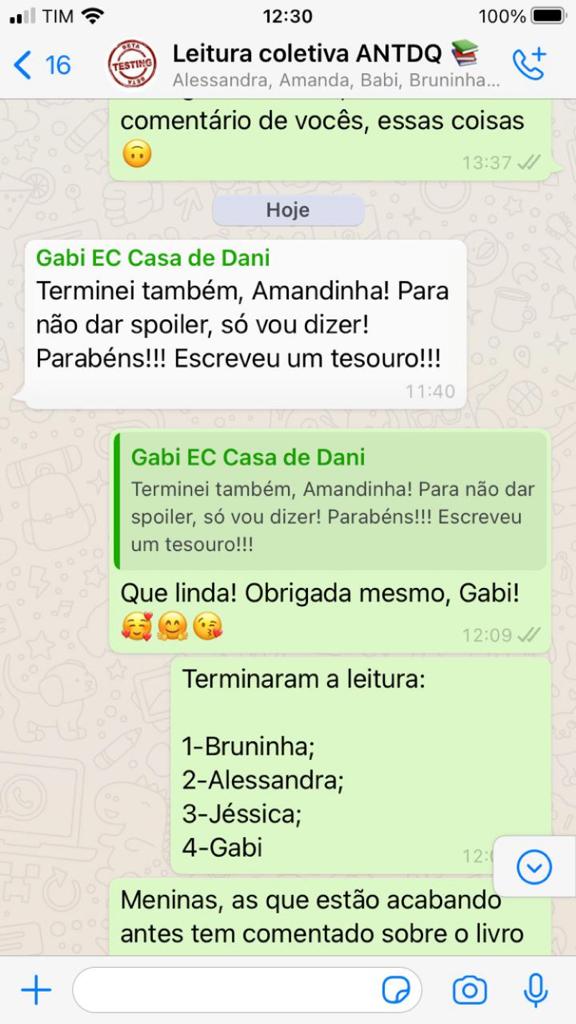 TIM 12:30 100%
16 BETA TESTING BETA Leitura coletiva ANTDQ
Alessandra, Amanda, Babi, Bruninha...
comentário de vocês, essas coisas
13:37
Hoje
Gabi EC Casa de Dani
Terminei também, Amandinha! Para
não dar spoiler, só vou dizer!
Parabéns!!! Escreveu um tesouro!!!
11:40
Gabi EC Casa de Dani
Terminei também, Amandinha! Para não dar
spoiler, só vou dizer! Parabéns!!! Escreveu
um tesouro!!!
Que linda! Obrigada mesmo, Gabi!
12:09
Terminaram a leitura:
1-Bruninha;
2-Alessandra;
3-Jéssica;
4-Gabi
Meninas, as que estão acabando
antes tem comentado sobre o livro